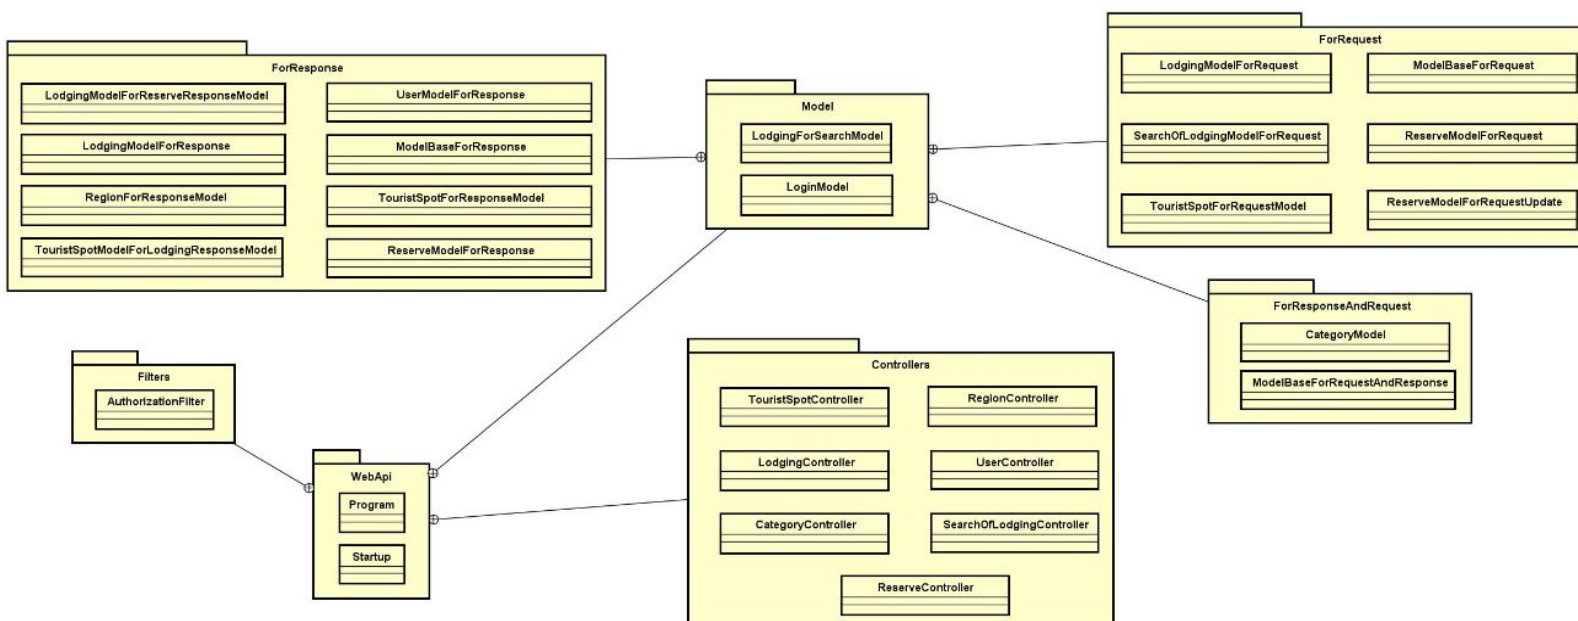 ForResponse
LodgingModelForReserveResponseModel
UserModelForResponse
LodgingModelForResponse
ModelBaseForResponse
RegionForResponseModel
TouristSpotForResponseModel
TouristSpotModelForLodgingResponseModel
ReserveModelForResponse
Model
LodgingForSearchModel
LoginModel
ForRequest
LodgingModelForRequest
ModelBaseForRequest
SearchOfLodgingModelForRequest
ReserveModelForRequest
TouristSpotForRequestModel
ReserveModelForRequestUpdate
ForResponseAndRequest
CategoryModel
ModelBaseForRequestAndResponse
Filters
AuthorizationFilter
WebApi
Program
Startup
Controllers
TouristSpotController
RegionController
LodgingController
UserController
CategoryController
SearchOfLodgingController
ReserveController